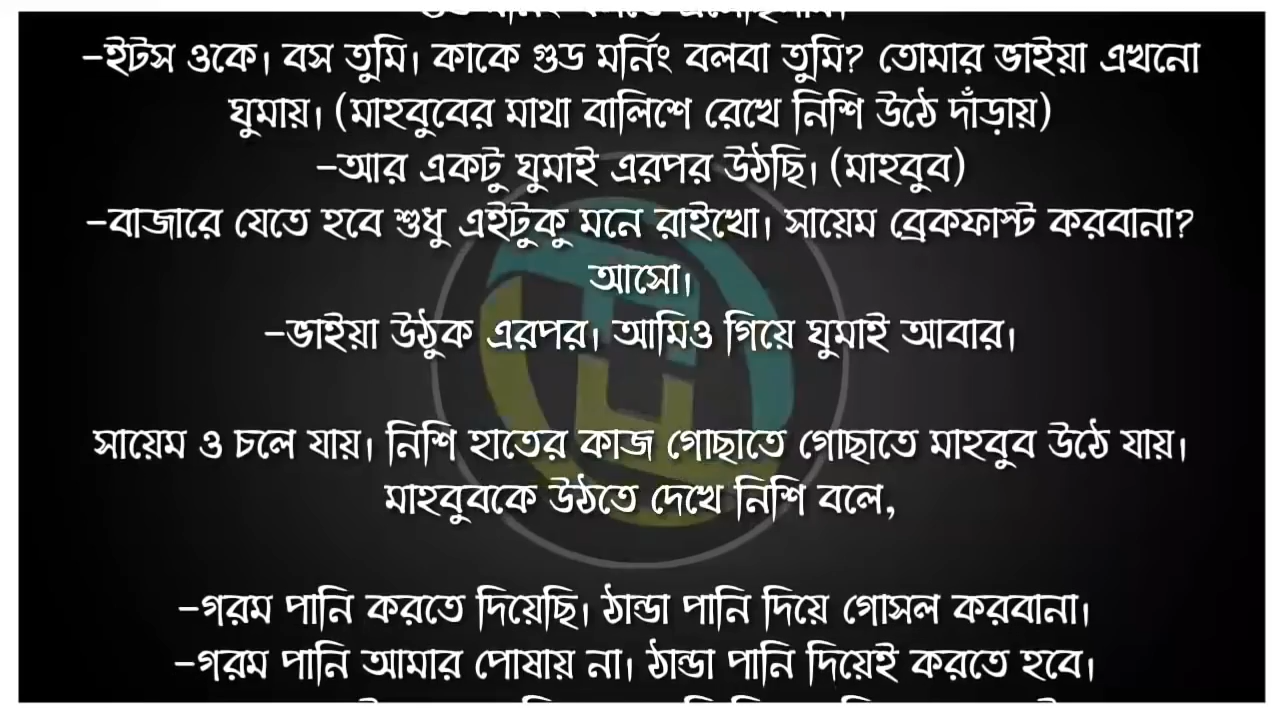 -ইটস ওকে। বস তুমি। কাকে গুড মর্নিং বলবা তুমি? তোমার ভাইয়া এখনো
ঘুমায়। (মাহবুবের মাথা বালিশে রেখে নিশি উঠে দাঁড়ায়)
-আর একটু ঘুমাই এরপর উঠছি। (মাহবুব)
-বাজারে যেতে হবে শুধু এইটুকু মনে রাইখো। সায়েম ব্রেকফাস্ট করবানা?
আসো।
-ভাইয়া উঠুক এরপর। আমিও গিয়ে ঘুমাই আবার।
সায়েম ও চলে যায়। নিশি হাতের কাজ গোছাতে গোছাতে মাহবুব উঠে যায়।
মাহবুবকে উঠতে দেখে নিশি বলে,
-গরম পানি করতে দিয়েছি। ঠান্ডা পানি দিয়ে গোসল করবানা।
-গরম পানি আমার পোষায় না। ঠান্ডা পানি দিয়েই করতে হবে।